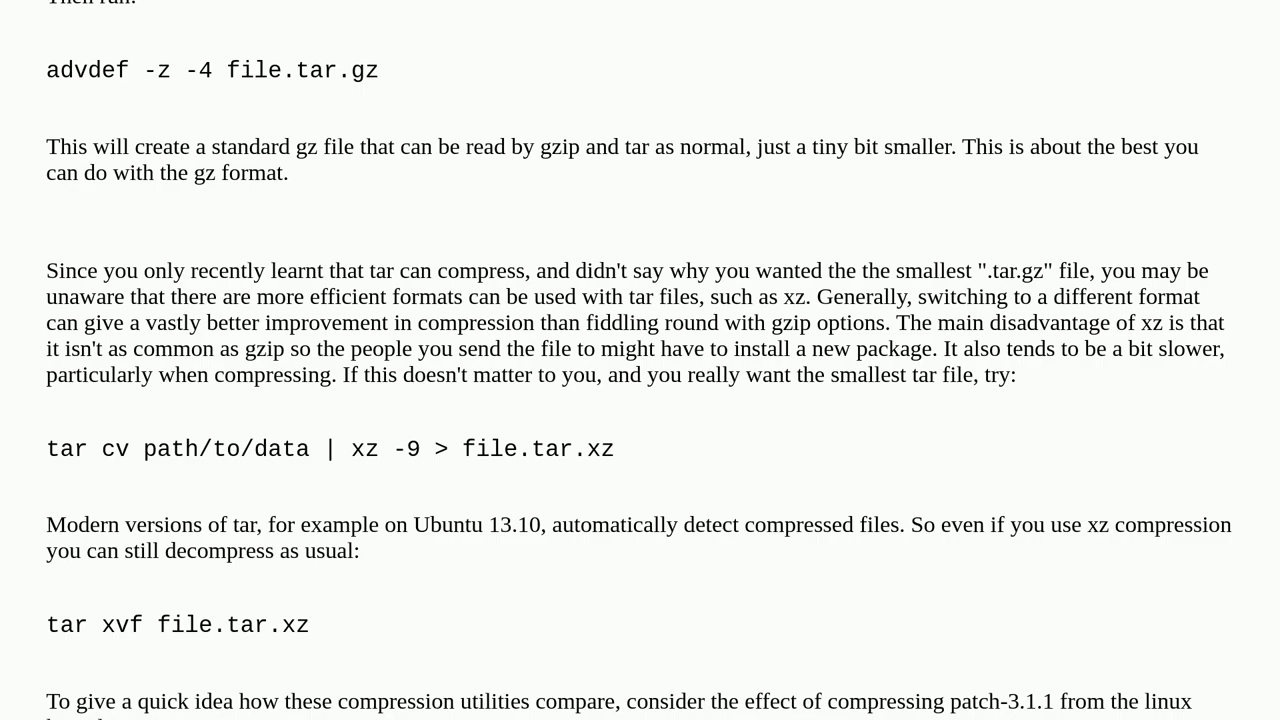 Then run:
advdef -z -4 file.tar.gz
This will create a standard gz file that can be read by gzip and tar as normal, just a tiny bit smaller. This is about the best you
can do with the gz format.
Since you only recently learnt that tar can compress, and didn't say why you wanted the the smallest ".tar.gz" file, you may be
unaware that there are more efficient formats can be used with tar files, such as xz. Generally, switching to a different format
can give a vastly better improvement in compression than fiddling round with gzip options. The main disadvantage of xz is that
it isn't as common as gzip so the people you send the file to might have to install a new package. It also tends to be a bit slower,
particularly when compressing. If this doesn't matter to you, and you really want the smallest tar file, try:
tar cv path/to/data | xz -9 > file.tar.xz
Modern versions of tar, for example on Ubuntu 13.10, automatically detect compressed files. So even if you use xz compression
you can still decompress as usual:
tar xvf file.tar.xz
To give a quick idea how these compression utilities compare, consider the effect of compressing patch-3.1.1 from the linux